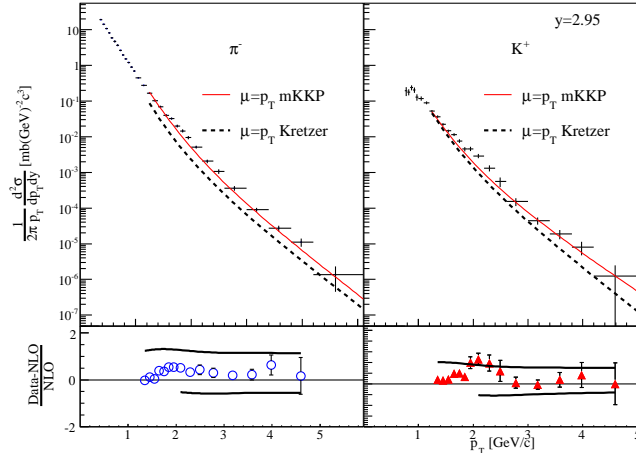 y=2.95
π⁻
K⁺
μ=p_T mKKP
μ=p_T Kretzer
μ=p_T mKKP
μ=p_T Kretzer
1/(2π p_T) d²σ/(dp_T dy) [mb(GeV)⁻²c³]
10
1
10⁻¹
10⁻²
10⁻³
10⁻⁴
10⁻⁵
10⁻⁶
Data-NLO/NLO
2
0
-2
1 2 3 4 5
1 2 3 4 5
p_T [GeV/c]